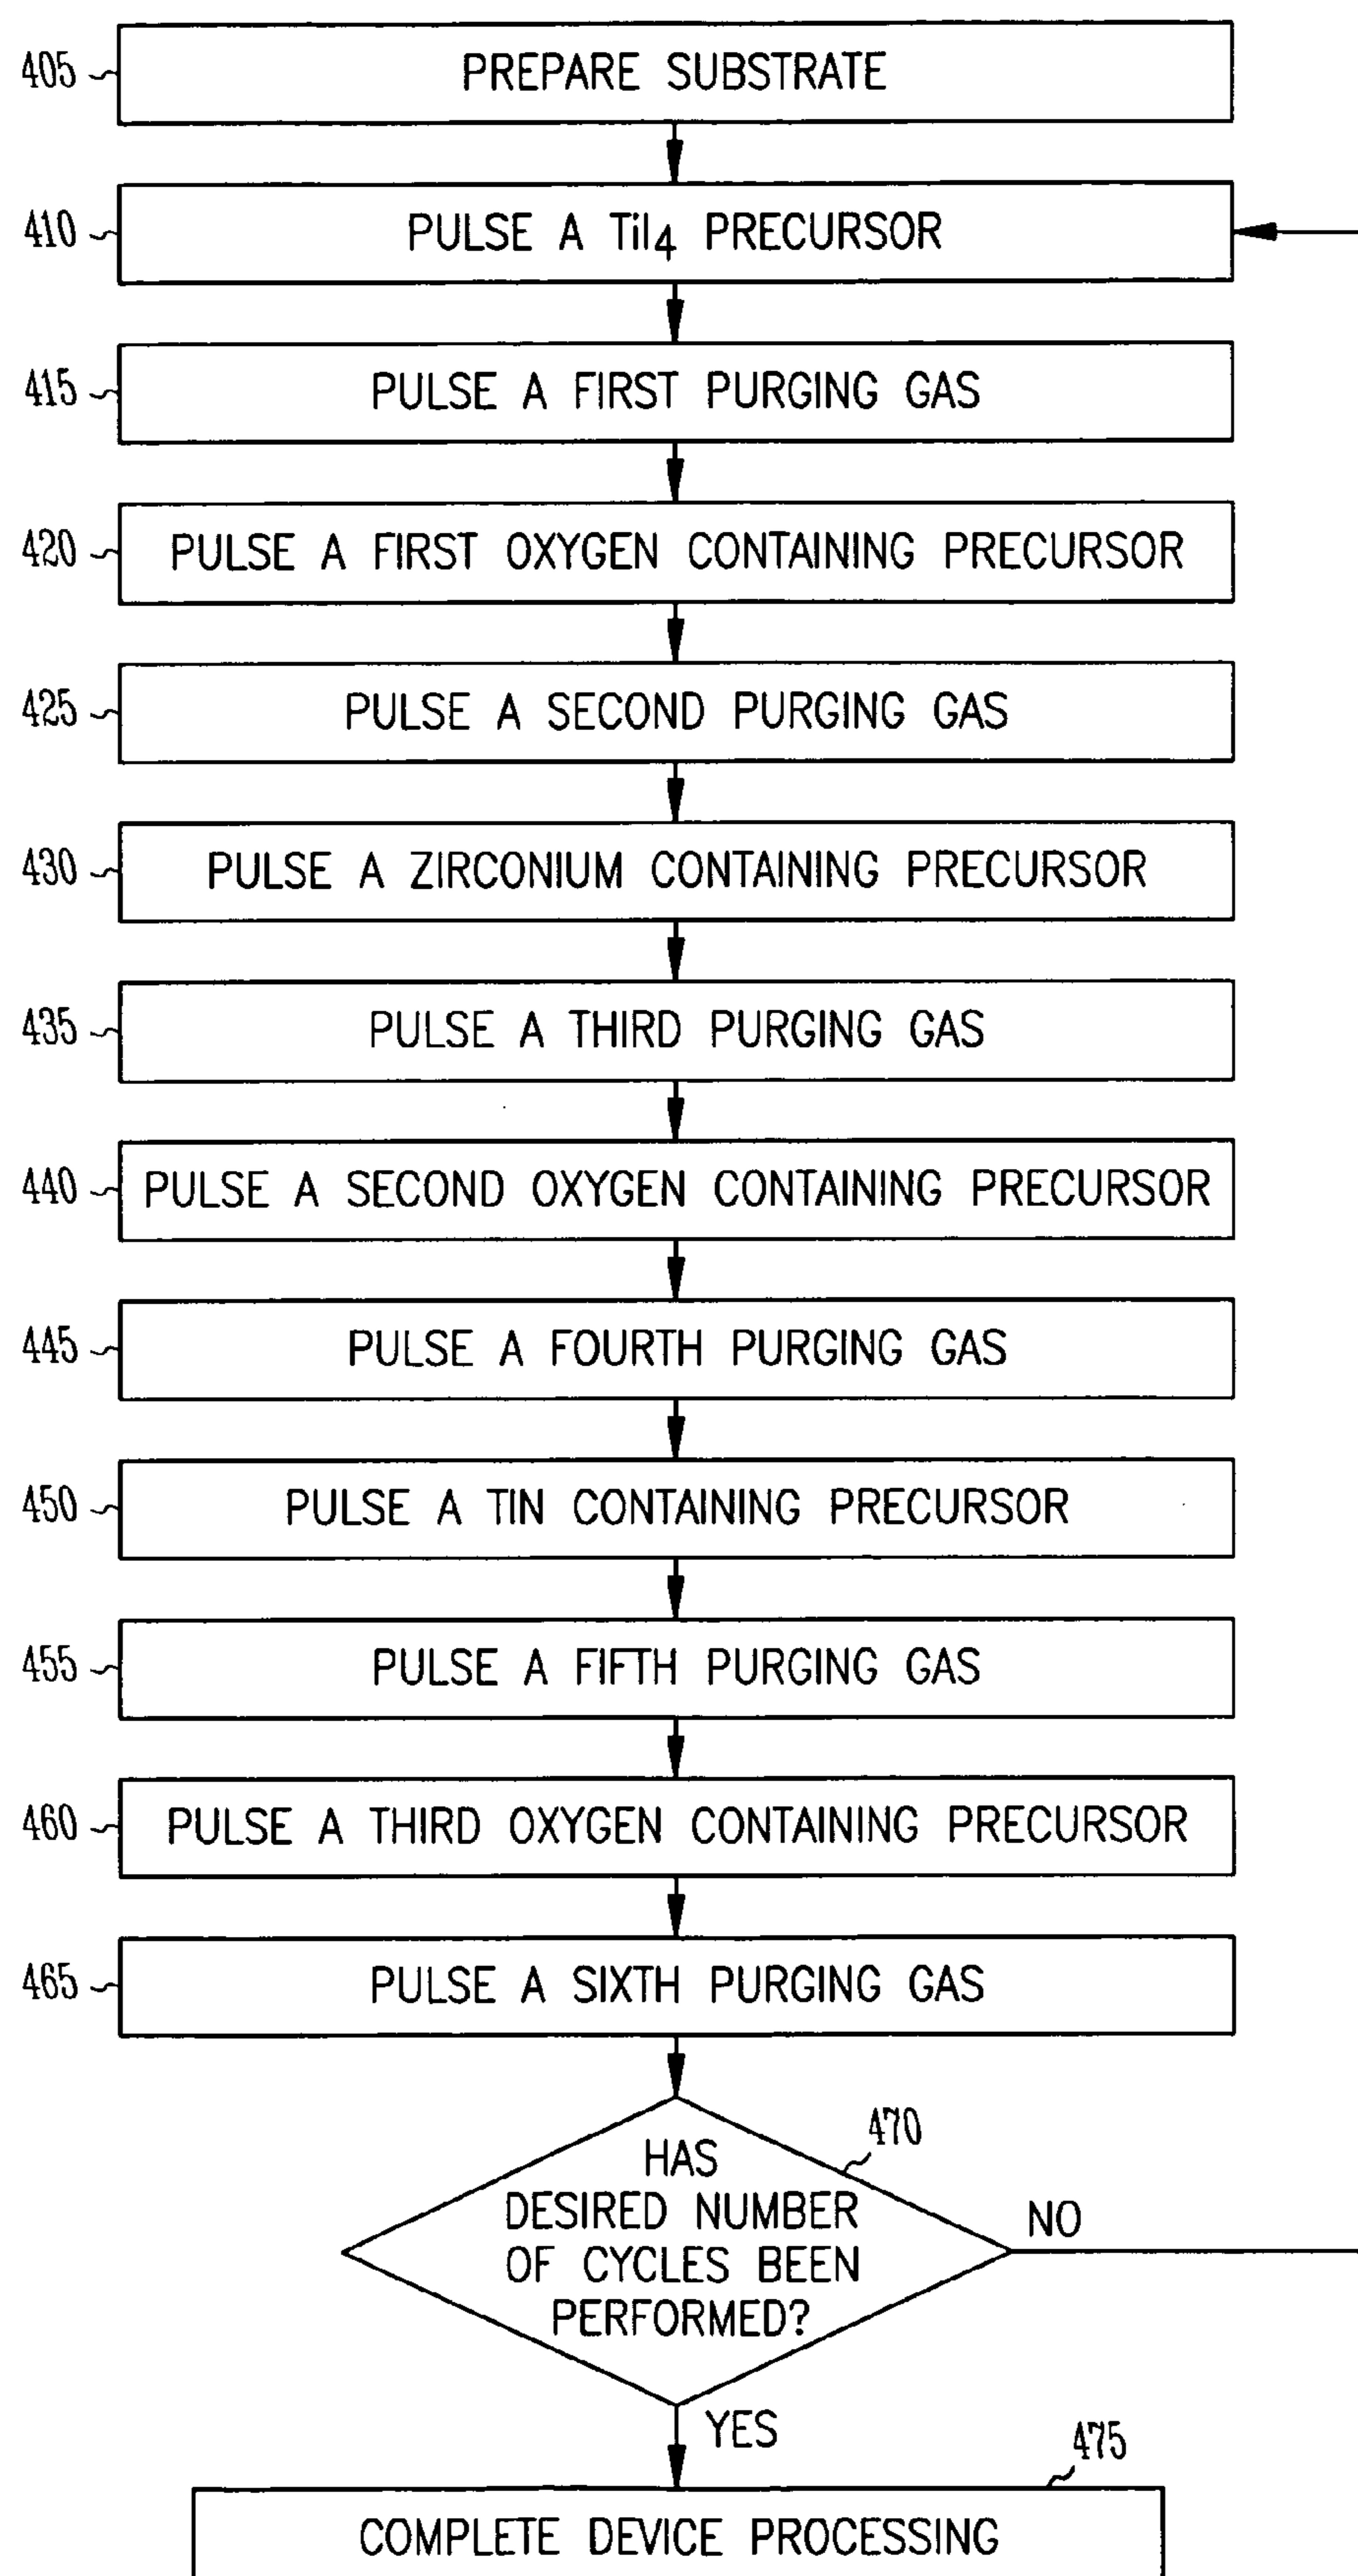 405 PREPARE SUBSTRATE
410 PULSE A TiI₄ PRECURSOR
415 PULSE A FIRST PURGING GAS
420 PULSE A FIRST OXYGEN CONTAINING PRECURSOR
425 PULSE A SECOND PURGING GAS
430 PULSE A ZIRCONIUM CONTAINING PRECURSOR
435 PULSE A THIRD PURGING GAS
440 PULSE A SECOND OXYGEN CONTAINING PRECURSOR
445 PULSE A FOURTH PURGING GAS
450 PULSE A TIN CONTAINING PRECURSOR
455 PULSE A FIFTH PURGING GAS
460 PULSE A THIRD OXYGEN CONTAINING PRECURSOR
465 PULSE A SIXTH PURGING GAS
470
HAS
DESIRED NUMBER
OF CYCLES BEEN
PERFORMED?
NO
YES
475
COMPLETE DEVICE PROCESSING